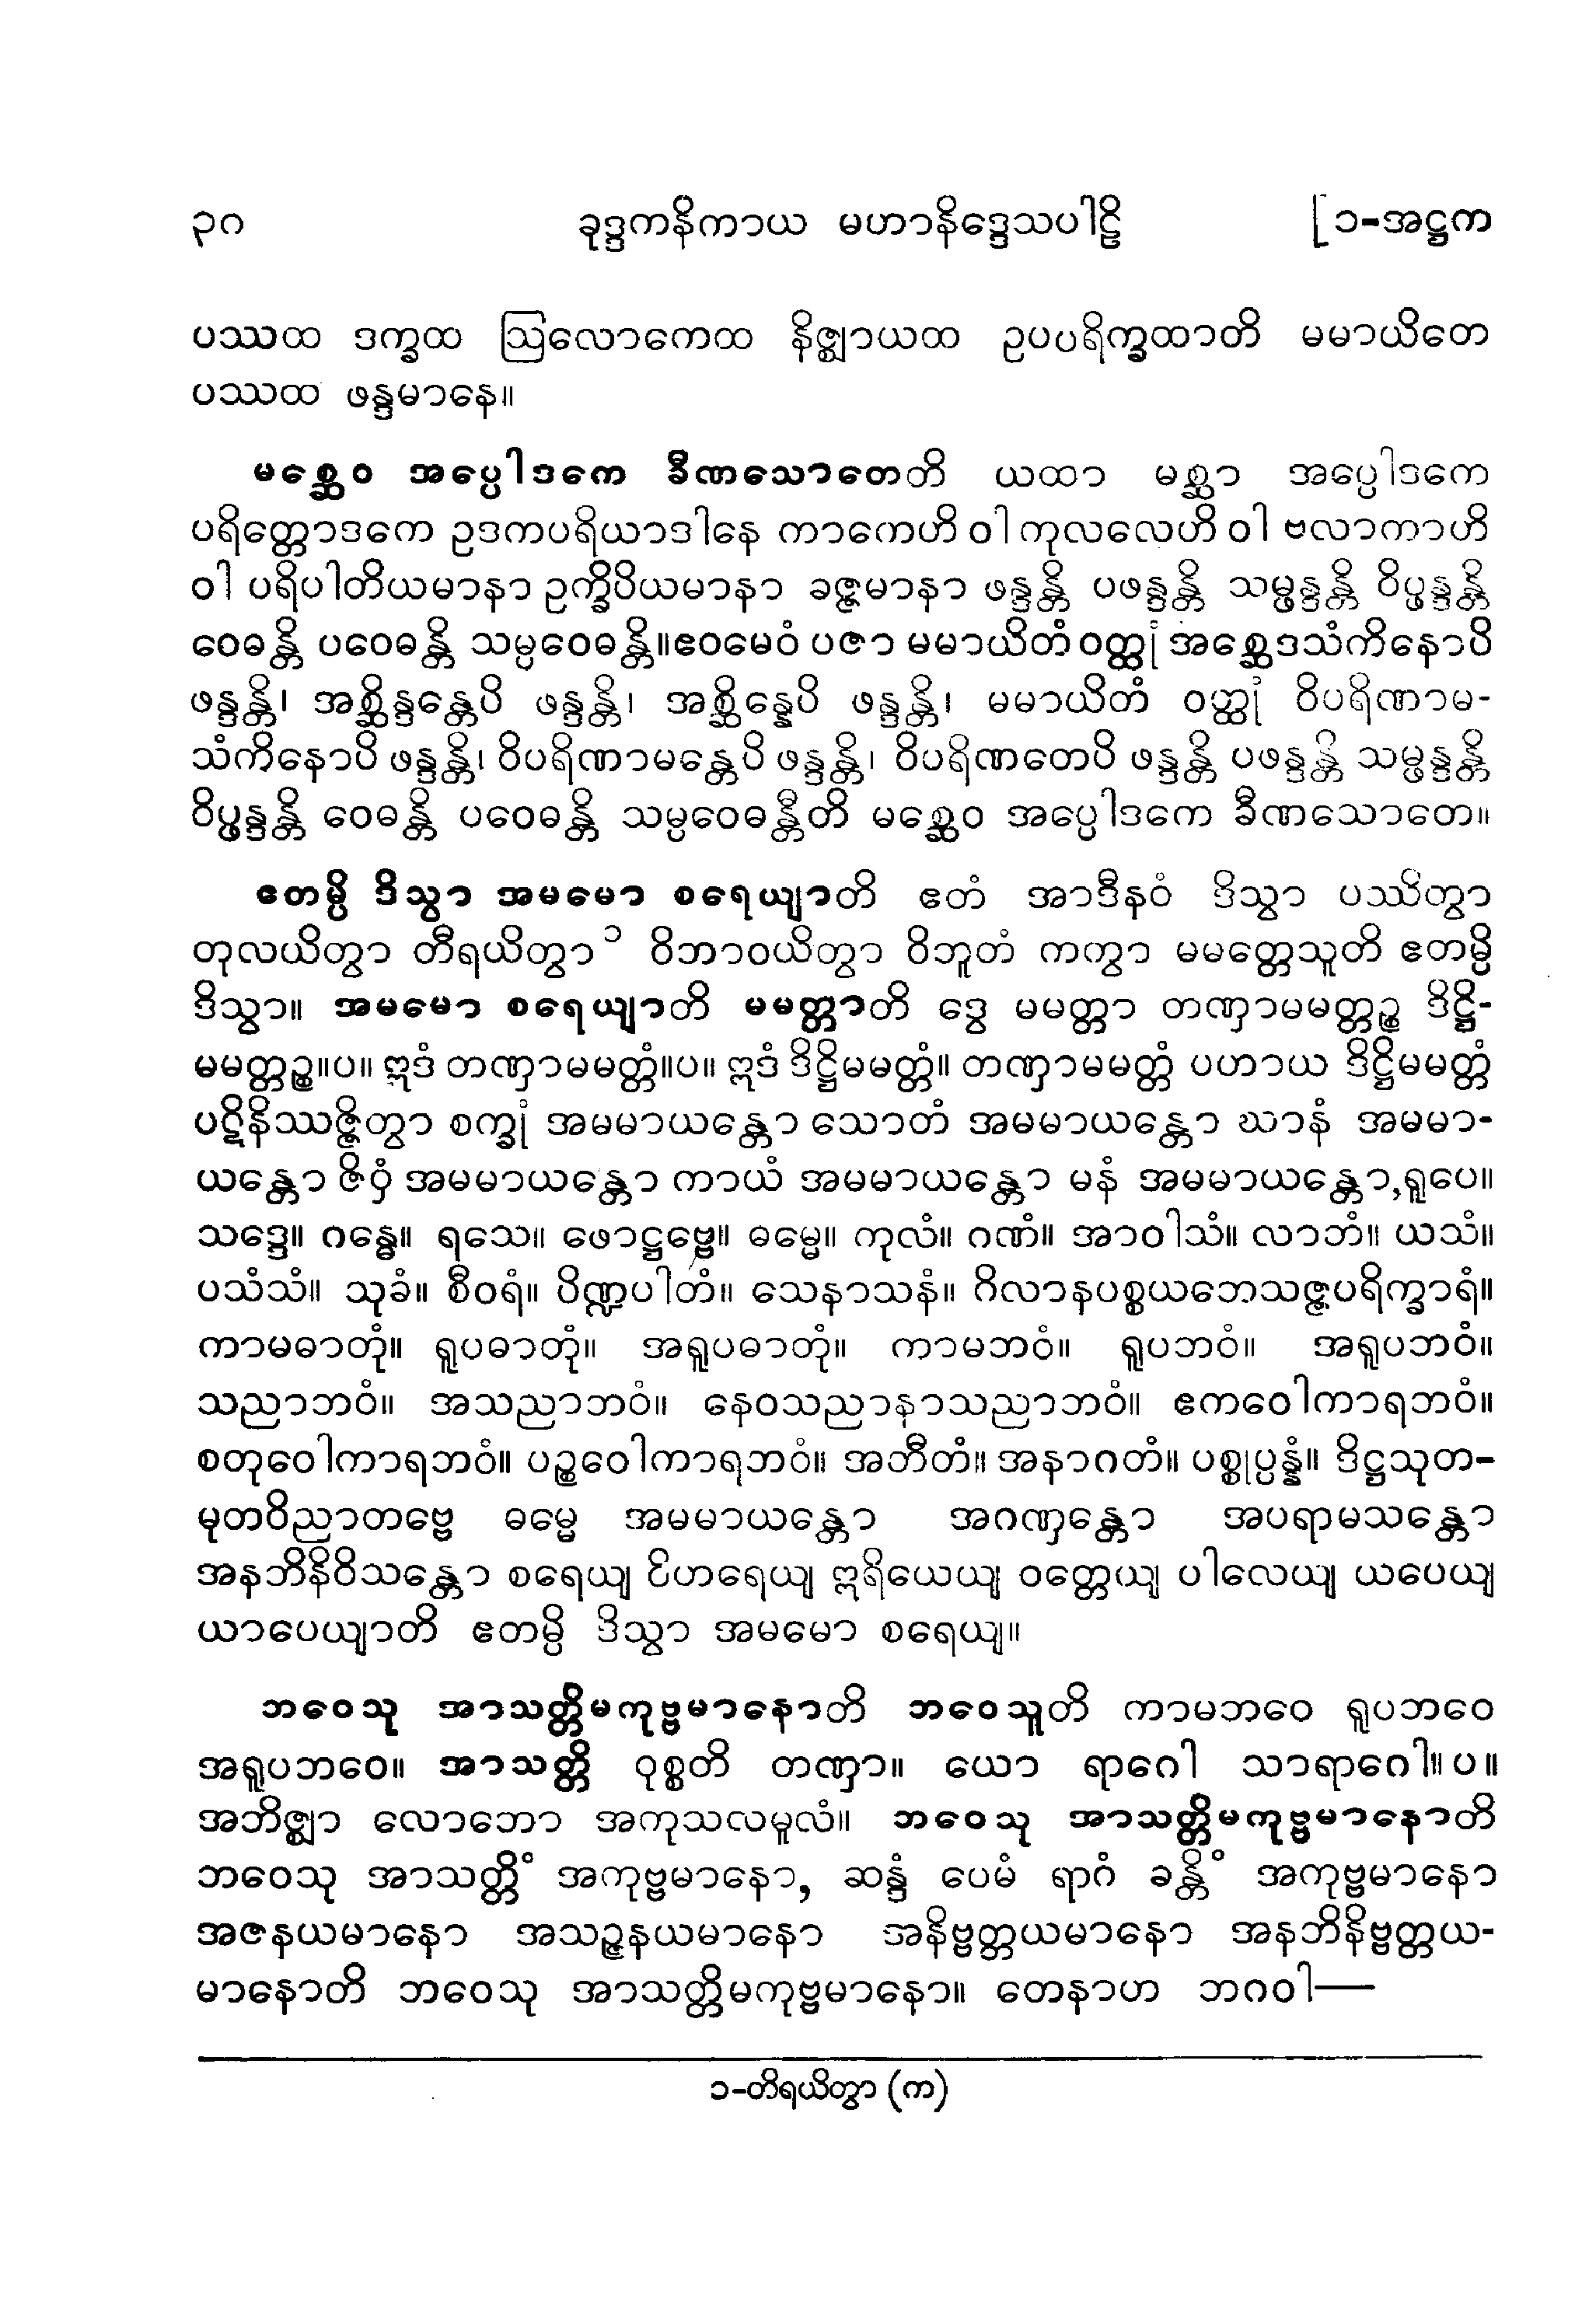 ၃ဂ ခုဒ္ဒကနိကာယ မဟာနိဒ္ဒေသပါဠိ [၁-အဋ္ဌက
ပဿထ ဒက္ခထ ဩလောကေထ နိဇ္ဈာယထ ဥပပရိက္ခထာတိ မမာယိတေ
ပဿထ ဖန္ဒမာနေ။
မစ္ဆေဝ အပ္ပေါဒကေ ခီဏသောတေတိ ယထာ မစ္ဆာ အပ္ပေါဒကေ
ပရိတ္တောဒကေ ဥဒကပရိယာဒါနေ ကာကေဟိ ဝါ ကုလလေဟိ ဝါ ဗလာကာဟိ
ဝါ ပရိပါတိယမာနာ ဥက္ခိပိယမာနာ ခဇ္ဇမာနာ ဖန္ဒန္တိ ပဖန္ဒန္တိ သမ္ဖန္ဒန္တိ ဝိပ္ဖန္ဒန္တိ
ဝေဓန္တိ ပဝေဓန္တိ သမ္ပဝေဓန္တိ။ဧဝမေဝံ ပဇာ မမာယိတံ ဝတ္ထုံ အစ္ဆေဒသံကိနောပိ
ဖန္ဒန္တိ၊ အစ္ဆိန္ဒန္တေပိ ဖန္ဒန္တိ၊ အစ္ဆိန္နေပိ ဖန္ဒန္တိ၊ မမာယိတံ ဝတ္ထုံ ဝိပရိဏာမ-
သံကိနောပိ ဖန္ဒန္တိ၊ ဝိပရိဏာမန္တေပိ ဖန္ဒန္တိ၊ ဝိပရိဏတေပိ ဖန္ဒန္တိ ပဖန္ဒန္တိ သမ္ဖန္ဒန္တိ
ဝိပ္ဖန္ဒန္တိ ဝေဓန္တိ ပဝေဓန္တိ သမ္ပဝေဓန္တီတိ မစ္ဆေဝ အပ္ပေါဒကေ ခီဏသောတေ။
ဧတမ္ပိ ဒိသွာ အမမော စရေယျာတိ ဧတံ အာဒီနဝံ ဒိသွာ ပဿိတွာ
တုလယိတွာ တီရယိတွာ ၁ ဝိဘာဝယိတွာ ဝိဘူတံ ကကွာ မမတ္တေသူတိ ဧတမ္ပိ
ဒိသွာ။ အမမော စရေယျာတိ မမတ္တာတိ ဒွေ မမတ္တာ တဏှာမမတ္တဉ္စ ဒိဋ္ဌိ-
မမတ္တဉ္စ။ပ။ ဣဒံ တဏှာမမတ္တံ။ပ။ ဣဒံ ဒိဋ္ဌိမမတ္တံ။ တဏှာမမတ္တံ ပဟာယ ဒိဋ္ဌိမမတ္တံ
ပဋိနိဿဇ္ဇိတွာ စက္ခုံ အမမာယန္တော သောတံ အမမာယန္တော ဃာနံ အမမာ-
ယန္တော ဇိဝှံ အမမာယန္တော ကာယံ အမမာယန္တော မနံ အမမာယန္တော,ရူပေ။
သဒ္ဒေ။ ဂန္ဓေ။ ရသေ။ ဖောဋ္ဌဗ္ဗေ။ ဓမ္မေ။ ကုလံ။ ဂဏံ။ အာဝါသံ။ လာဘံ။ ယသံ။
ပသံသံ။ သုခံ။ စီဝရံ။ ပိဏ္ဍပါတံ။ သေနာသနံ။ ဂိလာနပစ္စယဘေသဇ္ဇပရိက္ခာရံ။
ကာမဓာတုံ။ ရူပဓာတုံ။ အရူပဓာတုံ။ ကာမဘဝံ။ ရူပဘဝံ။ အရူပဘဝံ။
သညာဘဝံ။ အသညာဘဝံ။ နေဝသညာနာသညာဘဝံ။ ဧကဝေါကာရဘဝံ။
စတုဝေါကာရဘဝံ။ ပဉ္စဝေါကာရဘဝံ။ အဘီတံ။ အနာဂတံ။ ပစ္စုပ္ပန္နံ။ ဒိဋ္ဌသုတ-
မုတဝိညာတဗ္ဗေ ဓမ္မေ အမမာယန္တော အဂဏှန္တော အပရာမသန္တော
အနဘိနိဝိသန္တော စရေယျ ဝိဟရေယျ ဣရိယေယျ ဝတ္တေယျ ပါလေယျ ယပေယျ
ယာပေယျာတိ ဧတမ္ပိ ဒိသွာ အမမော စရေယျ။
ဘဝေသု အာသတ္တိမကုဗ္ဗမာနောတိ ဘဝေသူတိ ကာမဘဝေ ရူပဘဝေ
အရူပဘဝေ။ အာသတ္တိ ဝုစ္စတိ တဏှာ။ ယော ရာဂေါ သာရာဂေါ။ပ။
အဘိဇ္ဈာ လောဘော အကုသလမူလံ။ ဘဝေသု အာသတ္တိမကုဗ္ဗမာနောတိ
ဘဝေသု အာသတ္တိံ အကုဗ္ဗမာနော, ဆန္ဒံ ပေမံ ရာဂံ ခန္တိံ အကုဗ္ဗမာနော
အဇနယမာနော အသဉ္ဇနယမာနော အနိဗ္ဗတ္တယမာနော အနဘိနိဗ္ဗတ္တယ-
မာနောတိ ဘဝေသု အာသတ္တိမကုဗ္ဗမာနော။ တေနာဟ ဘဂဝါ—
၁-တိရယိတွာ (က)